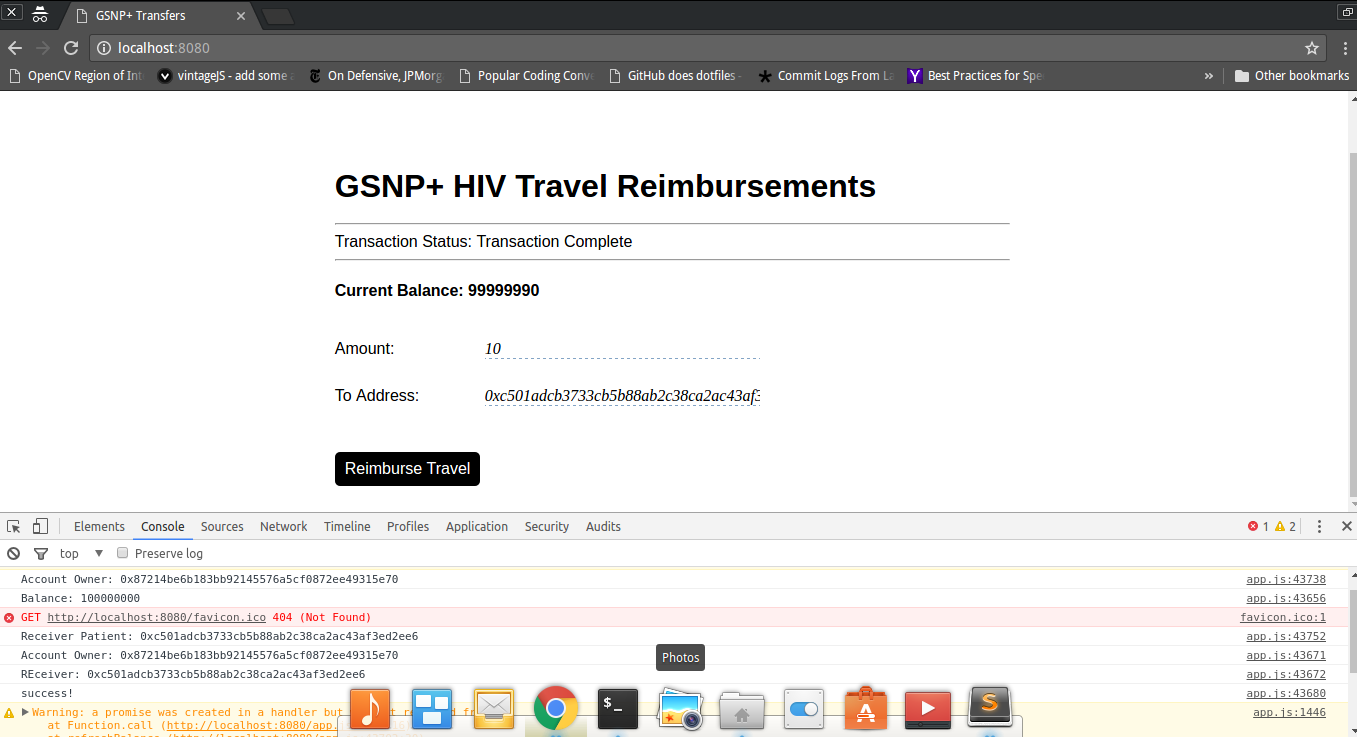 GSNP+ Transfers
localhost:8080
OpenCV Region of Int vintageJS - add some a On Defensive, JPMorg Popular Coding Conv GitHub does dotfiles - Commit Logs From La Best Practices for Spe » Other bookmarks
GSNP+ HIV Travel Reimbursements
Transaction Status: Transaction Complete
Current Balance: 99999990
Amount: 10
To Address: 0xc501adcb3733cb5b88ab2c38ca2ac43af3
Reimburse Travel
Elements Console Sources Network Timeline Profiles Application Security Audits 1 2
top Preserve log
Account Owner: 0x87214be6b183bb92145576a5cf0872ee49315e70 app.js:43738
Balance: 100000000 app.js:43656
GET http://localhost:8080/favicon.ico 404 (Not Found) favicon.ico:1
Receiver Patient: 0xc501adcb3733cb5b88ab2c38ca2ac43af3ed2ee6 app.js:43752
Account Owner: 0x87214be6b183bb92145576a5cf0872ee49315e70 app.js:43671
Photos
REceiver: 0xc501adcb3733cb5b88ab2c38ca2ac43af3ed2ee6 app.js:43672
success! app.js:43680
Warning: a promise was created in a handler but app.js:1446
at Function.call (http://localhost:8080/app.
$_
S